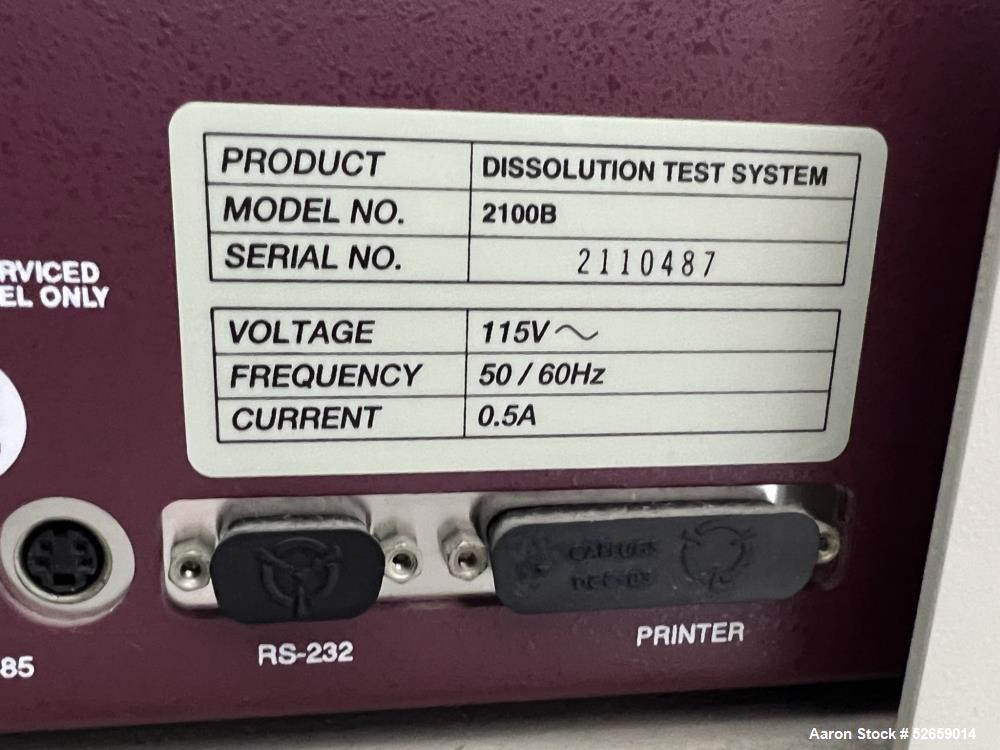 PRODUCT DISSOLUTION TEST SYSTEM
MODEL NO. 2100B
SERIAL NO. 2110487
RVICED
EL ONLY
VOLTAGE 115V～
FREQUENCY 50 / 60Hz
CURRENT 0.5A
85
RS-232
PRINTER
Aaron Stock # 52659014